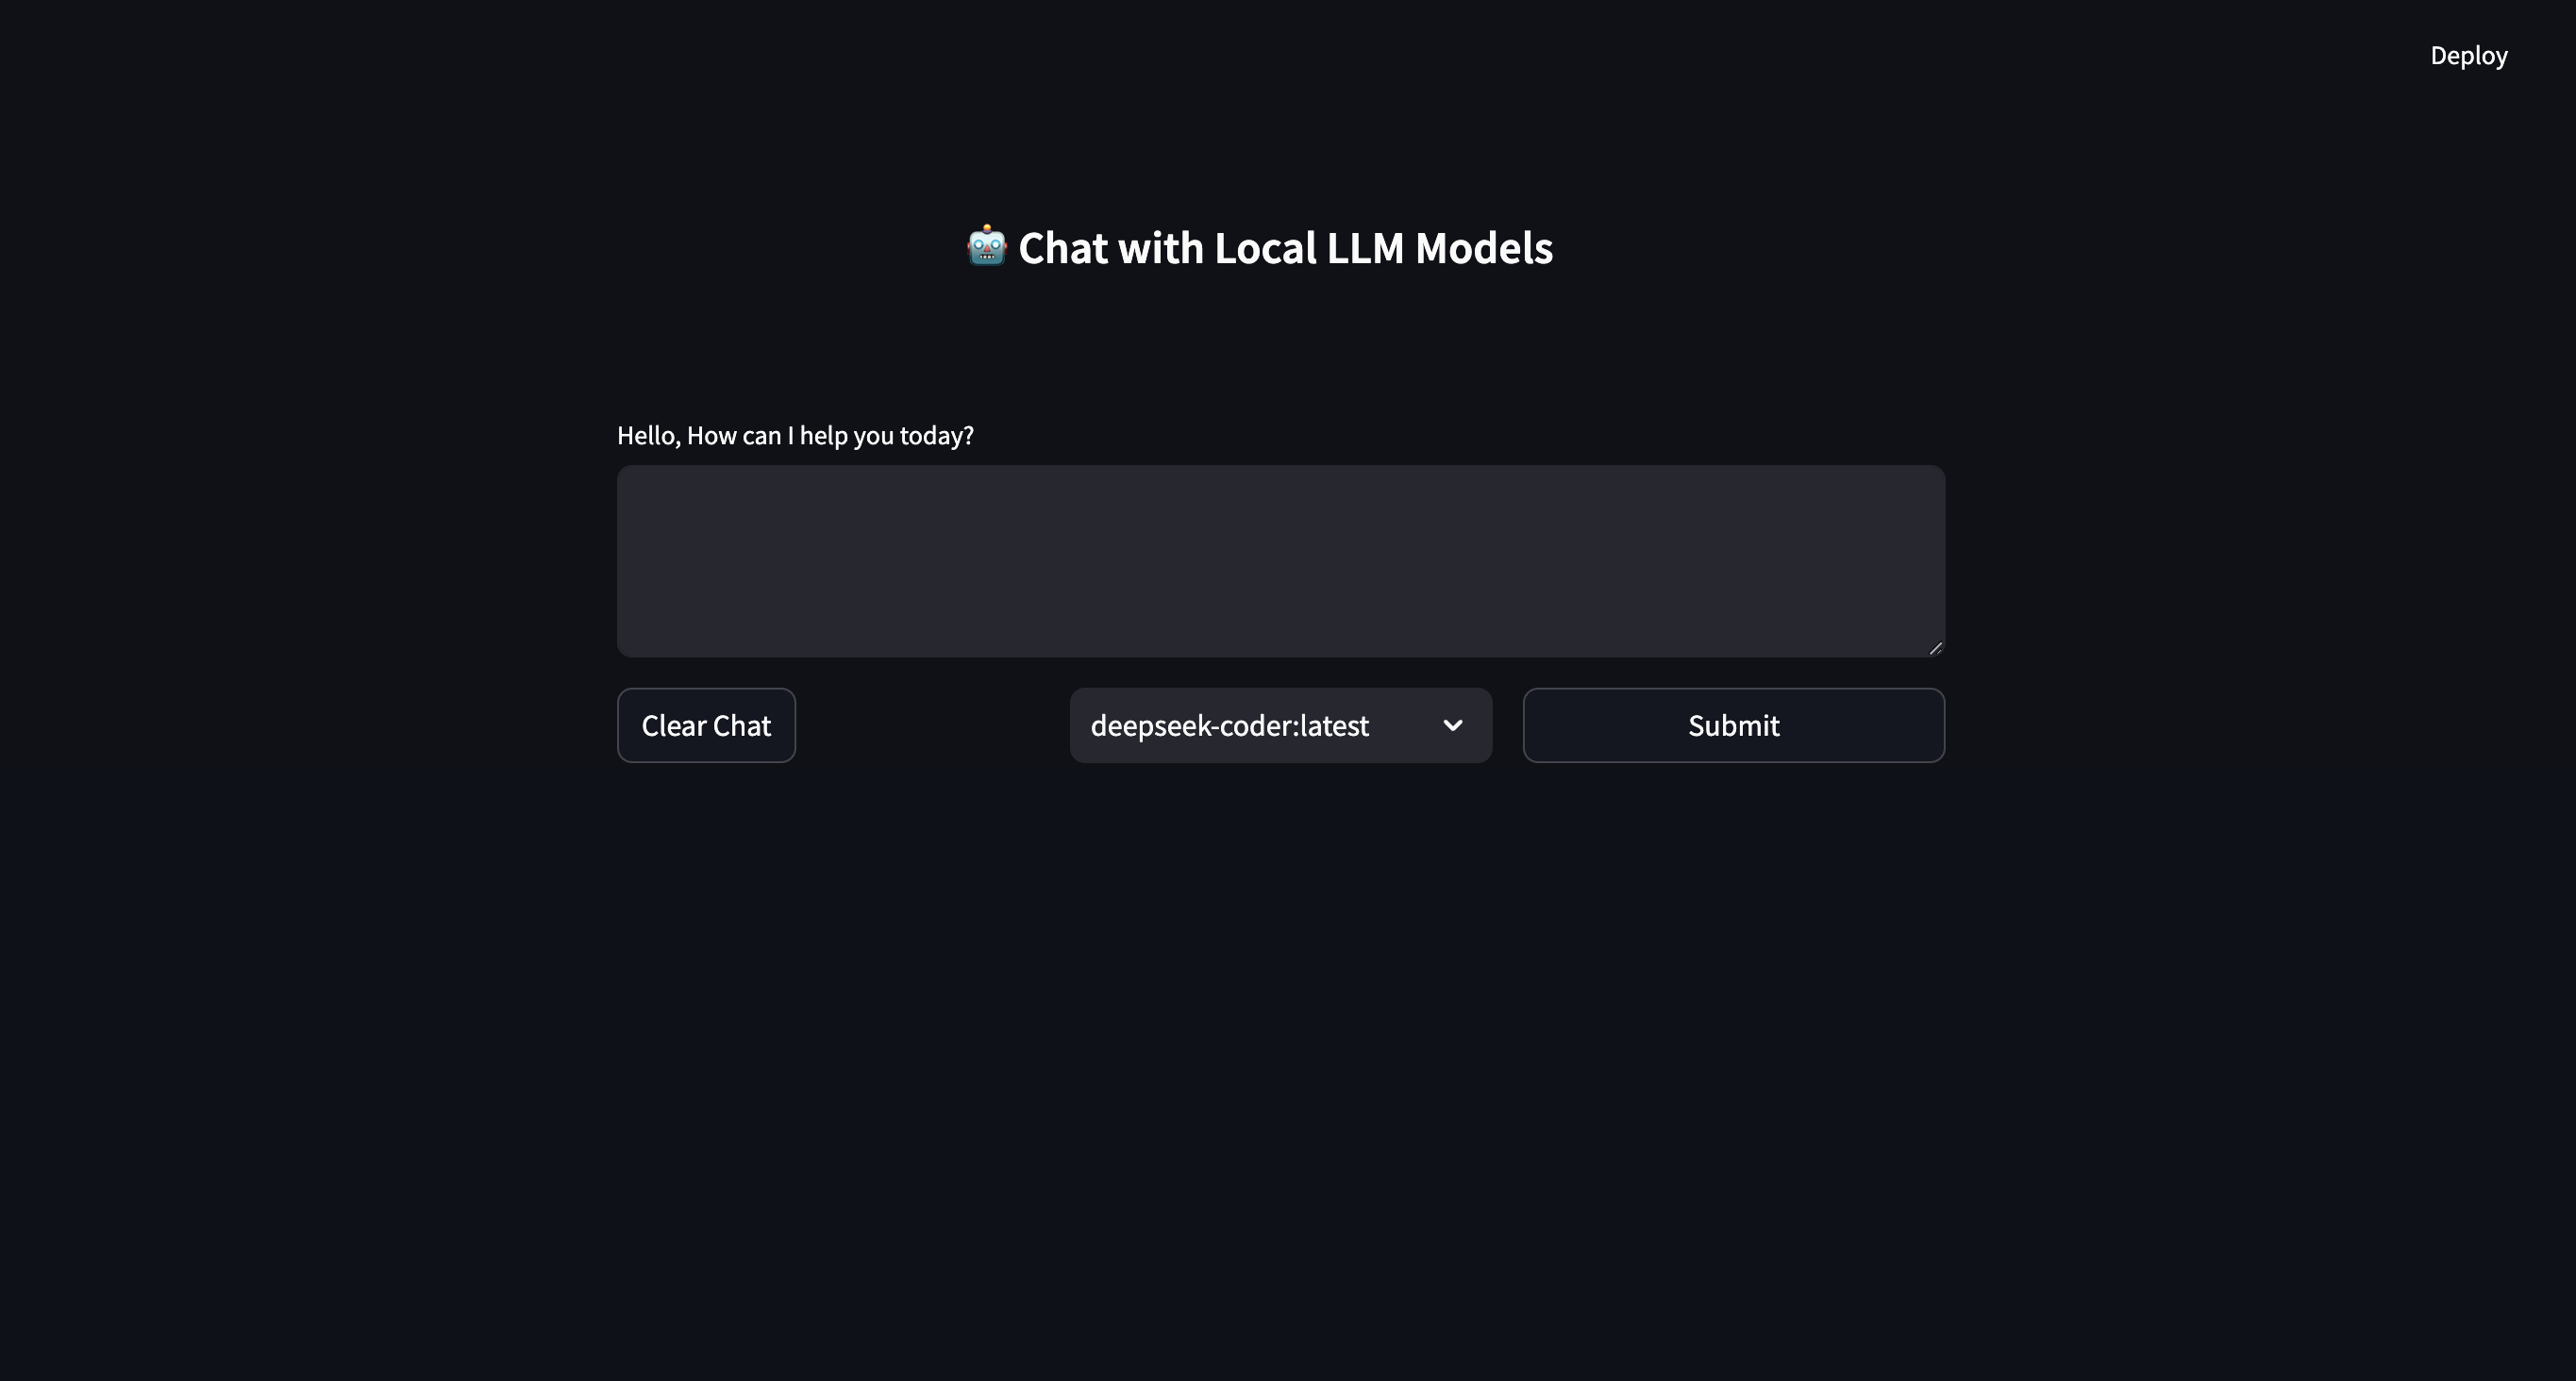 Deploy
🤖 Chat with Local LLM Models
Hello, How can I help you today?
Clear Chat
deepseek-coder:latest
Submit